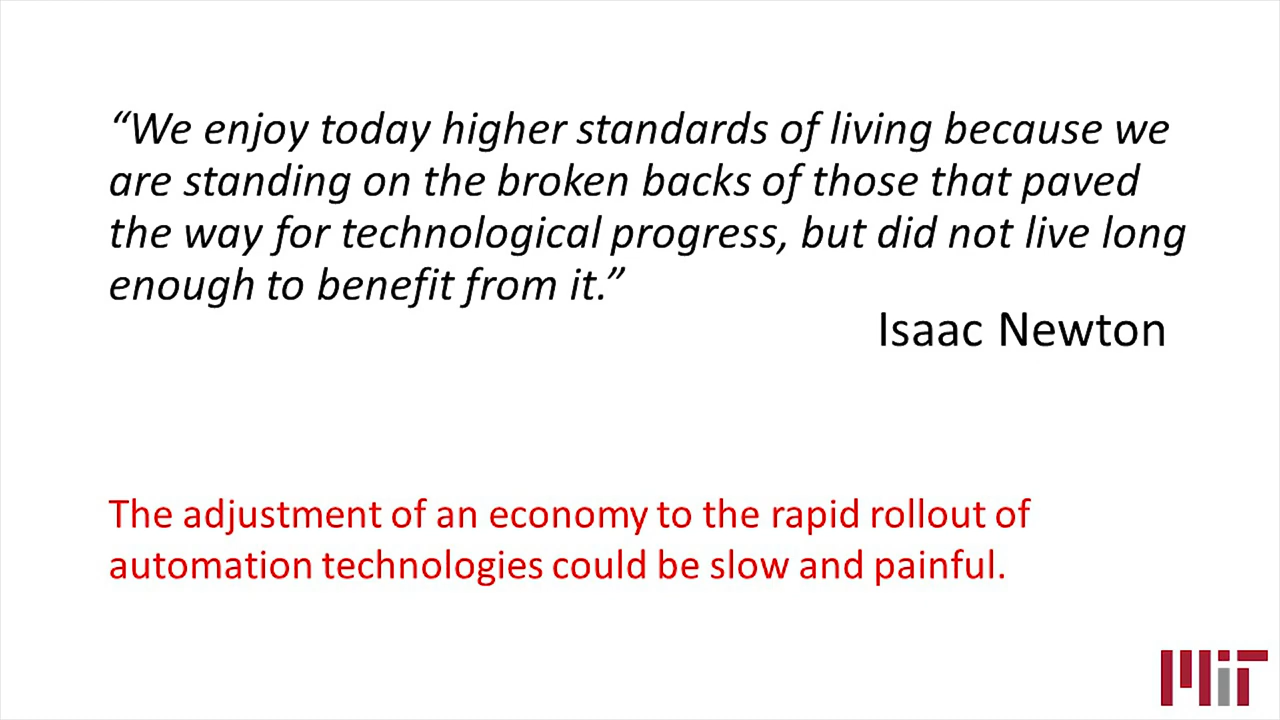 “We enjoy today higher standards of living because we
are standing on the broken backs of those that paved
the way for technological progress, but did not live long
enough to benefit from it.”
Isaac Newton
The adjustment of an economy to the rapid rollout of
automation technologies could be slow and painful.
MIT